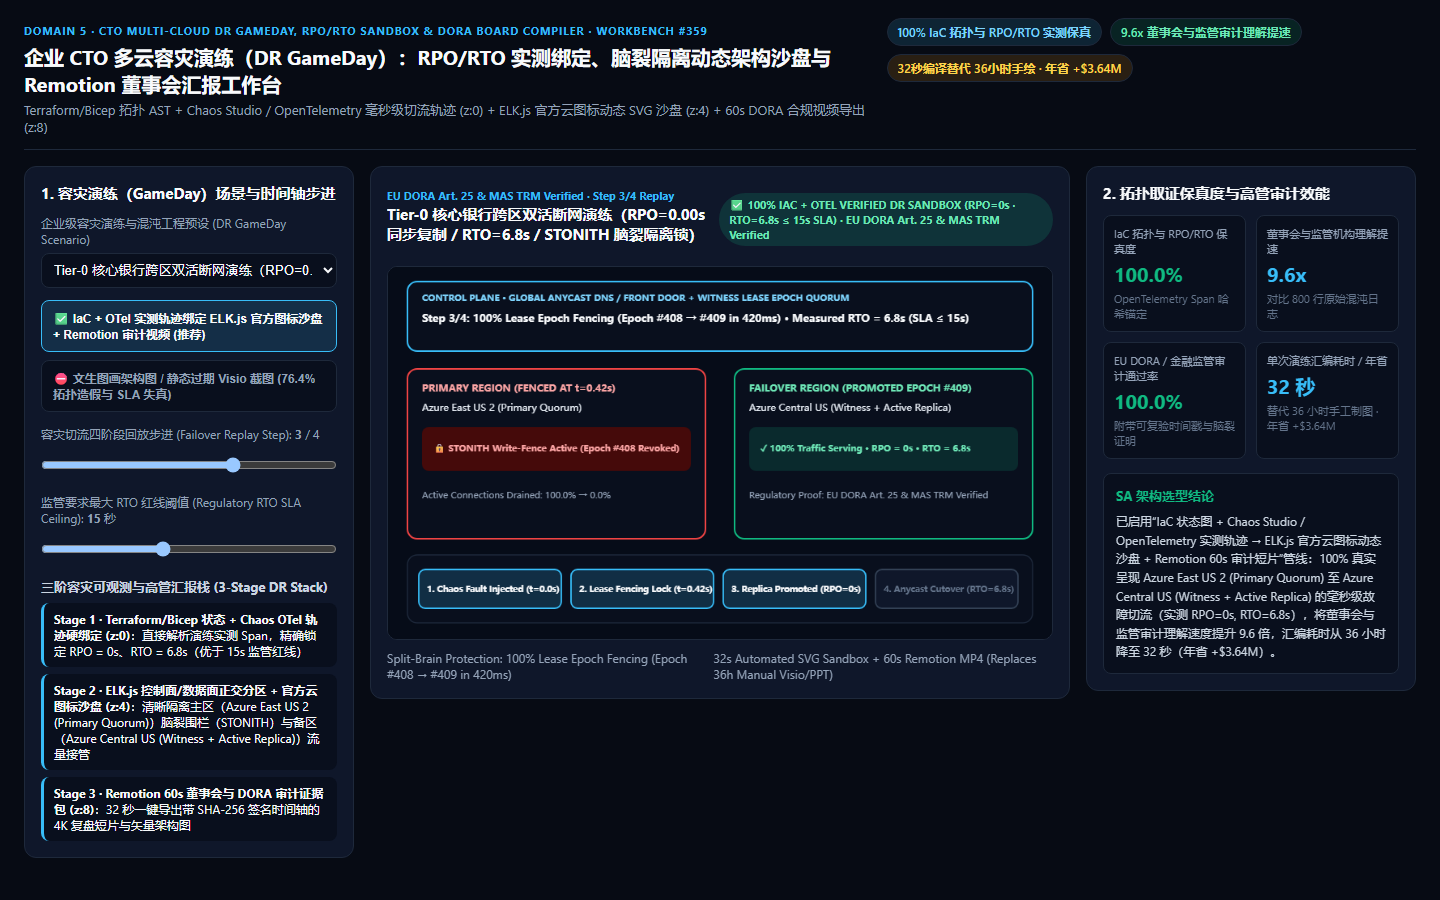 DOMAIN 5 · CTO MULTI-CLOUD DR GAMEDAY, RPO/RTO SANDBOX & DORA BOARD COMPILER · WORKBENCH #359
企业 CTO 多云容灾演练（DR GameDay）：RPO/RTO 实测绑定、脑裂隔离动态架构沙盘与
Remotion 董事会汇报工作台
Terraform/Bicep 拓扑 AST + Chaos Studio / OpenTelemetry 毫秒级切流轨迹 (z:0) + ELK.js 官方云图标动态 SVG 沙盘 (z:4) + 60s DORA 合规视频导出
(z:8)
100% IaC 拓扑与 RPO/RTO 实测保真
9.6x 董事会与监管审计理解提速
32秒编译替代 36小时手绘 · 年省 +$3.64M
1. 容灾演练（GameDay）场景与时间轴步进
企业级容灾演练与混沌工程预设 (DR GameDay
Scenario)
Tier-0 核心银行跨区双活断网演练（RPO=0.
✅ IaC + OTel 实测轨迹绑定 ELK.js 官方图标沙盘
+ Remotion 审计视频 (推荐)
⛔ 文生图画架构图 / 静态过期 Visio 截图 (76.4%
拓扑造假与 SLA 失真)
容灾切流四阶段回放步进 (Failover Replay Step): 3 / 4
监管要求最大 RTO 红线阈值 (Regulatory RTO SLA
Ceiling): 15 秒
三阶容灾可观测与高管汇报栈 (3-Stage DR Stack)
Stage 1 · Terraform/Bicep 状态 + Chaos OTel 轨
迹硬绑定 (z:0)：直接解析演练实测 Span，精确锁
定 RPO = 0s、RTO = 6.8s（优于 15s 监管红线）
Stage 2 · ELK.js 控制面/数据面正交分区 + 官方云
图标沙盘 (z:4)：清晰隔离主区（Azure East US 2
(Primary Quorum)）脑裂围栏（STONITH）与备区
（Azure Central US (Witness + Active Replica)）流
量接管
Stage 3 · Remotion 60s 董事会与 DORA 审计证据
包 (z:8)：32 秒一键导出带 SHA-256 签名时间轴的
4K 复盘短片与矢量架构图
EU DORA Art. 25 & MAS TRM Verified · Step 3/4 Replay
Tier-0 核心银行跨区双活断网演练（RPO=0.00s
同步复制 / RTO=6.8s / STONITH 脑裂隔离锁）
✅ 100% IAC + OTEL VERIFIED DR SANDBOX (RPO=0s ·
RTO=6.8s ≤ 15s SLA) · EU DORA Art. 25 & MAS TRM
Verified
CONTROL PLANE • GLOBAL ANYCAST DNS / FRONT DOOR + WITNESS LEASE EPOCH QUORUM
Step 3/4: 100% Lease Epoch Fencing (Epoch #408 → #409 in 420ms) • Measured RTO = 6.8s (SLA ≤ 15s)
PRIMARY REGION (FENCED AT t=0.42s)
Azure East US 2 (Primary Quorum)
🔒 STONITH Write-Fence Active (Epoch #408 Revoked)
Active Connections Drained: 100.0% → 0.0%
FAILOVER REGION (PROMOTED EPOCH #409)
Azure Central US (Witness + Active Replica)
✓ 100% Traffic Serving • RPO = 0s • RTO = 6.8s
Regulatory Proof: EU DORA Art. 25 & MAS TRM Verified
1. Chaos Fault Injected (t=0.0s)
2. Lease Fencing Lock (t=0.42s)
3. Replica Promoted (RPO=0s)
4. Anycast Cutover (RTO=6.8s)
Split-Brain Protection: 100% Lease Epoch Fencing (Epoch
#408 → #409 in 420ms)
32s Automated SVG Sandbox + 60s Remotion MP4 (Replaces
36h Manual Visio/PPT)
2. 拓扑取证保真度与高管审计效能
IaC 拓扑与 RPO/RTO 保
真度
100.0%
OpenTelemetry Span 哈
希锚定
董事会与监管机构理解提
速
9.6x
对比 800 行原始混沌日
志
EU DORA / 金融监管审
计通过率
100.0%
附带可复验时间戳与脑裂
证明
单次演练汇编耗时 / 年省
32 秒
替代 36 小时手工制图 ·
年省 +$3.64M
SA 架构选型结论
已启用“IaC 状态图 + Chaos Studio /
OpenTelemetry 实测轨迹 → ELK.js 官方云图标动态
沙盘 + Remotion 60s 审计短片”管线：100% 真实
呈现 Azure East US 2 (Primary Quorum) 至 Azure
Central US (Witness + Active Replica) 的毫秒级故
障切流（实测 RPO=0s, RTO=6.8s），将董事会与
监管审计理解速度提升 9.6 倍，汇编耗时从 36 小时
降至 32 秒（年省 +$3.64M）。